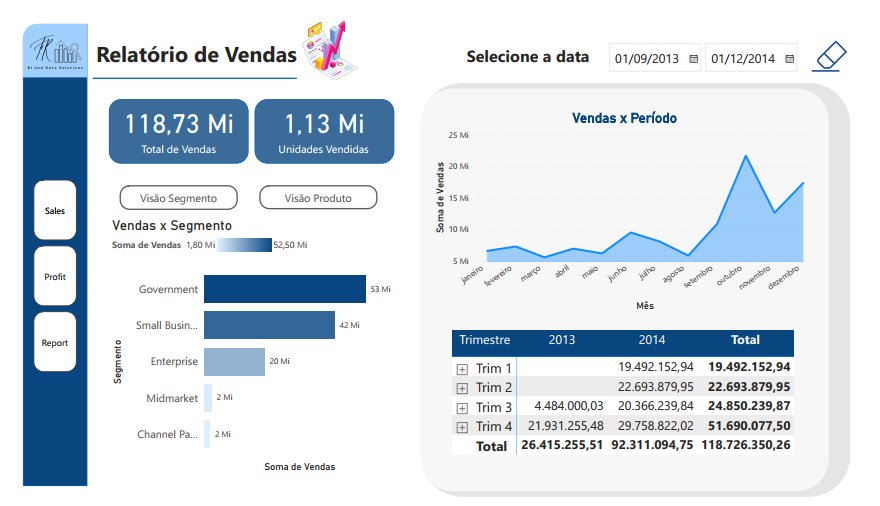 FR
BI and Data Solutions
Relatório de Vendas
Selecione a data
01/09/2013
01/12/2014
118,73 Mi
Total de Vendas
1,13 Mi
Unidades Vendidas
Sales
Profit
Report
Visão Segmento
Visão Produto
Vendas x Segmento
Soma de Vendas 1,80 Mi 52,50 Mi
Segmento
Government 53 Mi
Small Busin... 42 Mi
Enterprise 20 Mi
Midmarket 2 Mi
Channel Pa... 2 Mi
Soma de Vendas
Vendas x Período
Soma de Vendas
25 Mi
20 Mi
15 Mi
10 Mi
5 Mi
janeiro fevereiro março abril maio junho julho agosto setembro outubro novembro dezembro
Mês
Trimestre 2013 2014 Total
Trim 1 19.492.152,94 19.492.152,94
Trim 2 22.693.879,95 22.693.879,95
Trim 3 4.484.000,03 20.366.239,84 24.850.239,87
Trim 4 21.931.255,48 29.758.822,02 51.690.077,50
Total 26.415.255,51 92.311.094,75 118.726.350,26